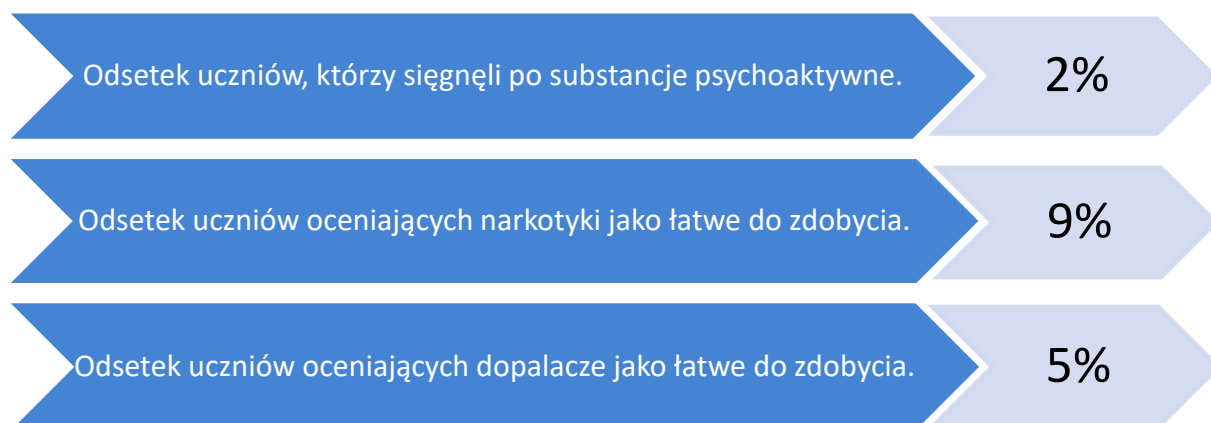 Odsetek uczniów, którzy sięgnęli po substancje psychoaktywne.
2%
Odsetek uczniów oceniających narkotyki jako łatwe do zdobycia.
9%
Odsetek uczniów oceniających dopalacze jako łatwe do zdobycia.
5%